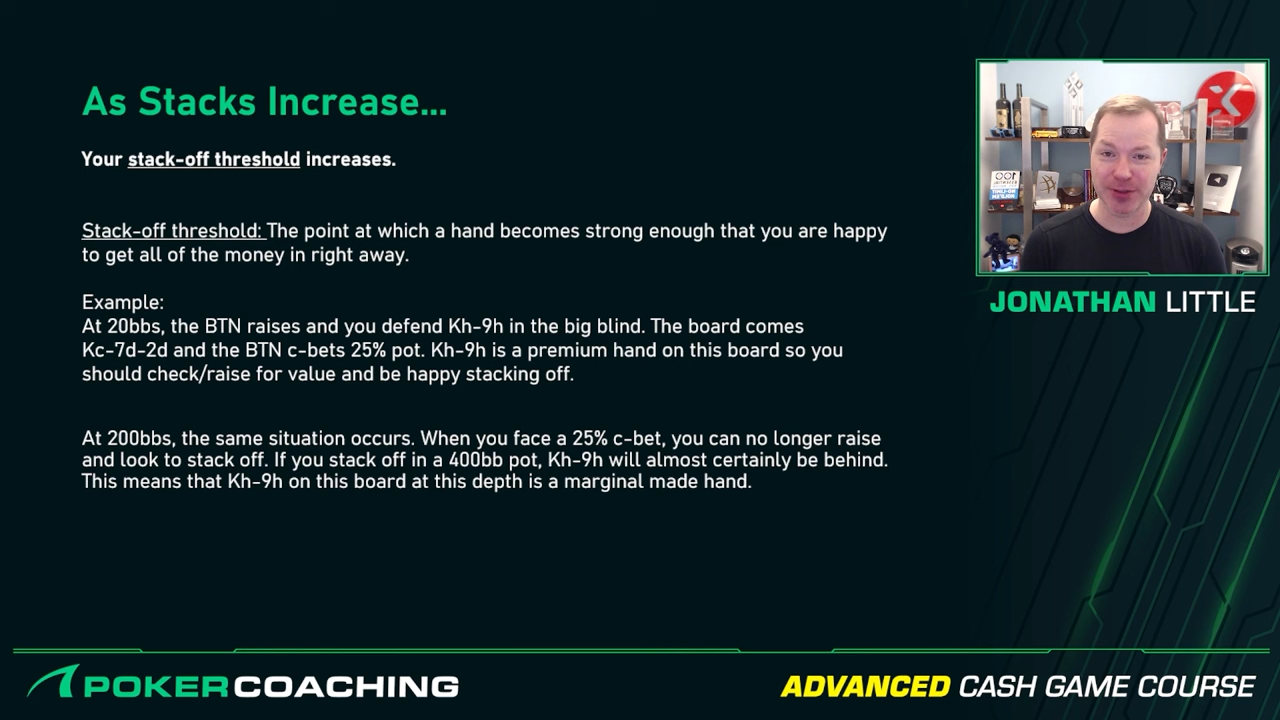 As Stacks Increase...
Your stack-off threshold increases.
Stack-off threshold: The point at which a hand becomes strong enough that you are happy
to get all of the money in right away.
Example:
At 20bbs, the BTN raises and you defend Kh-9h in the big blind. The board comes
Kc-7d-2d and the BTN c-bets 25% pot. Kh-9h is a premium hand on this board so you
should check/raise for value and be happy stacking off.
At 200bbs, the same situation occurs. When you face a 25% c-bet, you can no longer raise
and look to stack off. If you stack off in a 400bb pot, Kh-9h will almost certainly be behind.
This means that Kh-9h on this board at this depth is a marginal made hand.
JONATHAN LITTLE
POKERCOACHING
ADVANCED CASH GAME COURSE